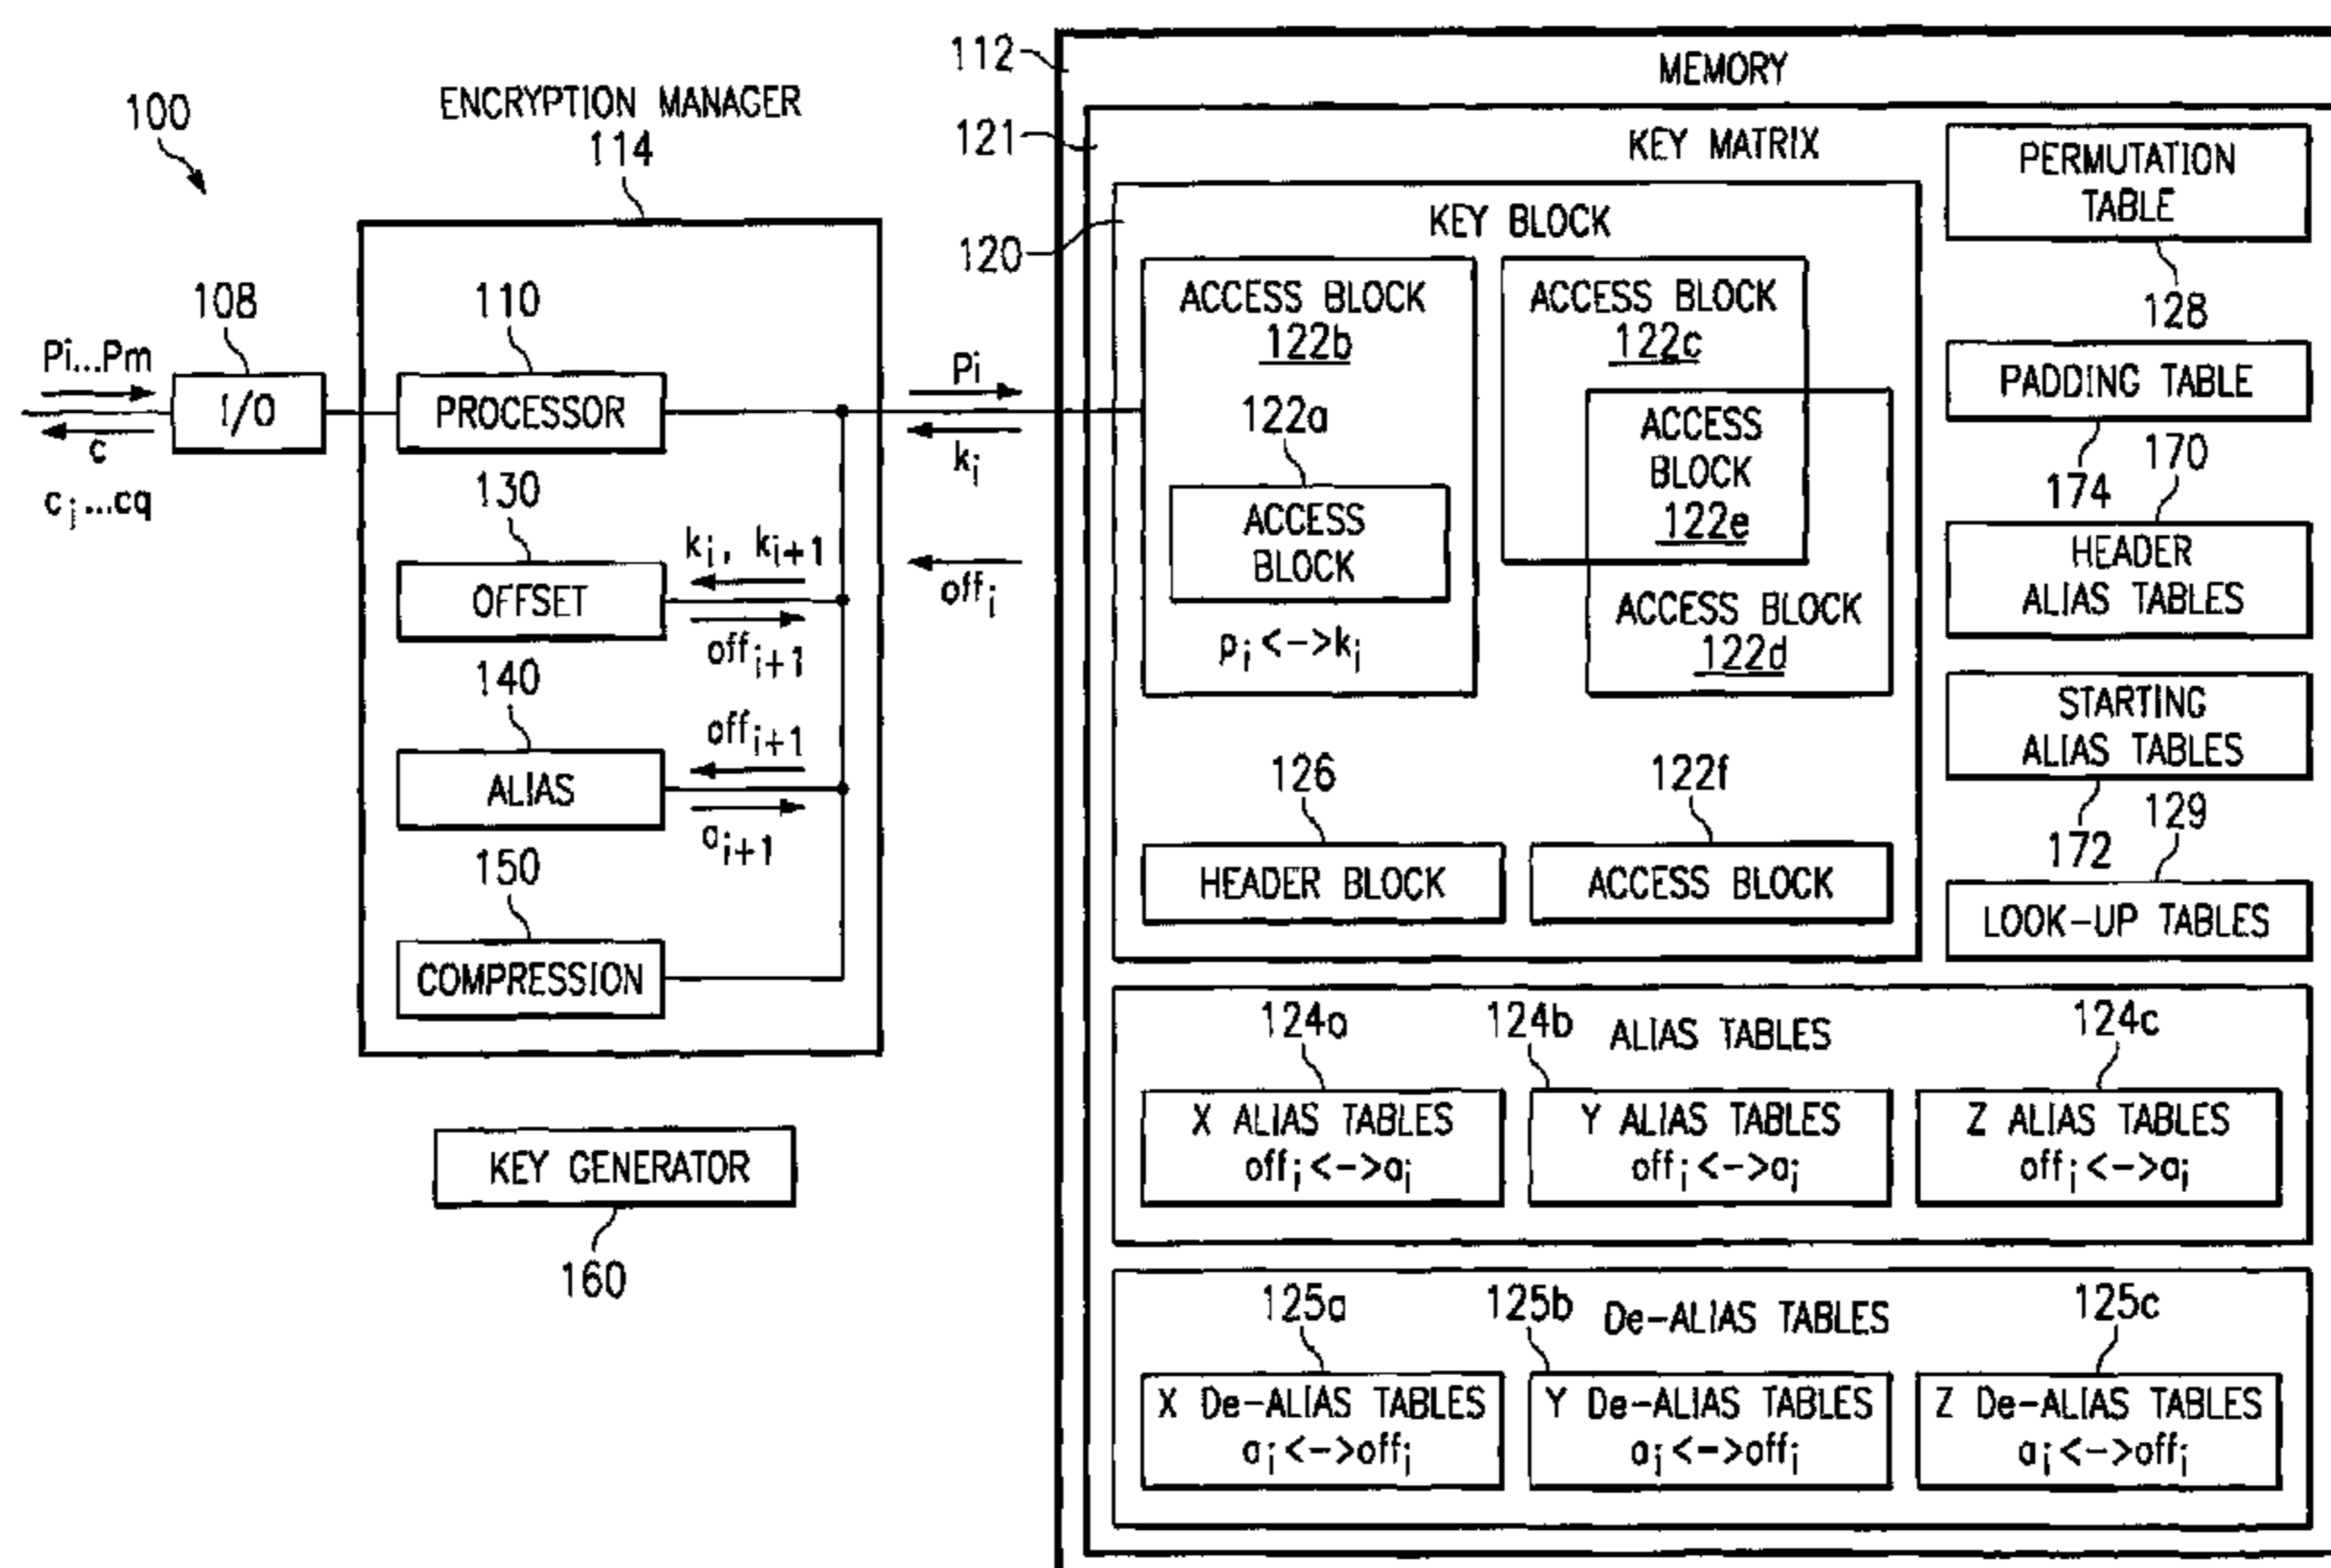 100
ENCRYPTION MANAGER
114
108
Pi...Pm
I/O
c
cj...cq
110
PROCESSOR
130
OFFSET
ki, ki+1
offi+1
140
ALIAS
offi+1
ai+1
150
COMPRESSION
KEY GENERATOR
160
Pi
ki
offi
112
MEMORY
121
KEY MATRIX
120
KEY BLOCK
ACCESS BLOCK
122b
122a
ACCESS
BLOCK
pi<->ki
ACCESS BLOCK
122c
ACCESS
BLOCK
122e
ACCESS BLOCK
122d
126
HEADER BLOCK
122f
ACCESS BLOCK
PERMUTATION
TABLE
128
PADDING TABLE
174
170
HEADER
ALIAS TABLES
STARTING
ALIAS TABLES
172
129
LOOK-UP TABLES
124a
124b
ALIAS TABLES
124c
X ALIAS TABLES
offi<->ai
Y ALIAS TABLES
offi<->ai
Z ALIAS TABLES
offi<->ai
125a
125b
De-ALIAS TABLES
125c
X De-ALIAS TABLES
ai<->offi
Y De-ALIAS TABLES
ai<->offi
Z De-ALIAS TABLES
ai<->offi